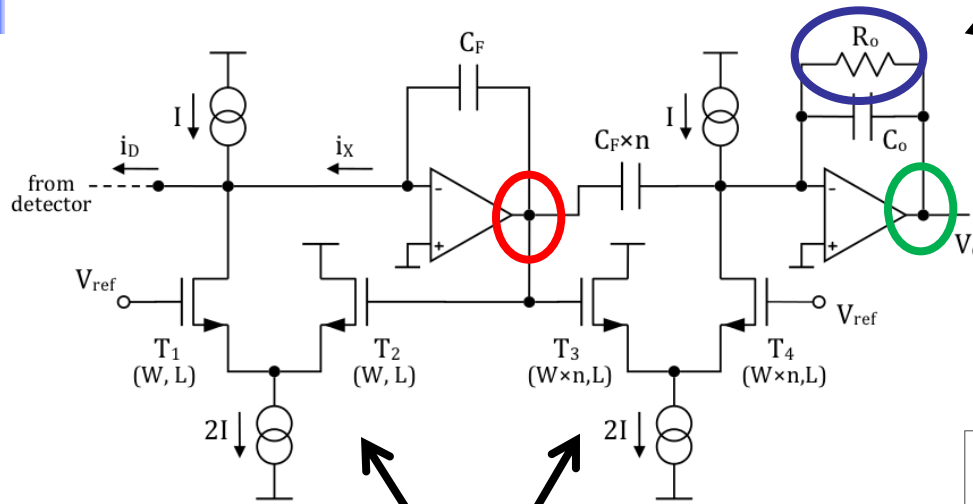 C_F
R_o
I
I
C_o
i_D
i_X
C_F×n
from
detector
-
+
-
+
V_ref
V_ref
T_1
(W, L)
T_2
(W, L)
T_3
(W×n,L)
T_4
(W×n,L)
2I
2I